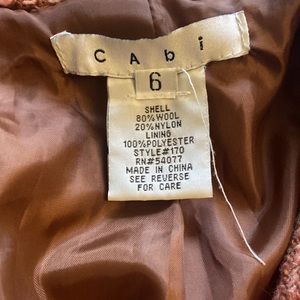 CAbi
6
SHELL
80%WOOL
20%NYLON
LINING
100%POLYESTER
STYLE#170
RN#54077
MADE IN CHINA
SEE REVERSE
FOR CARE